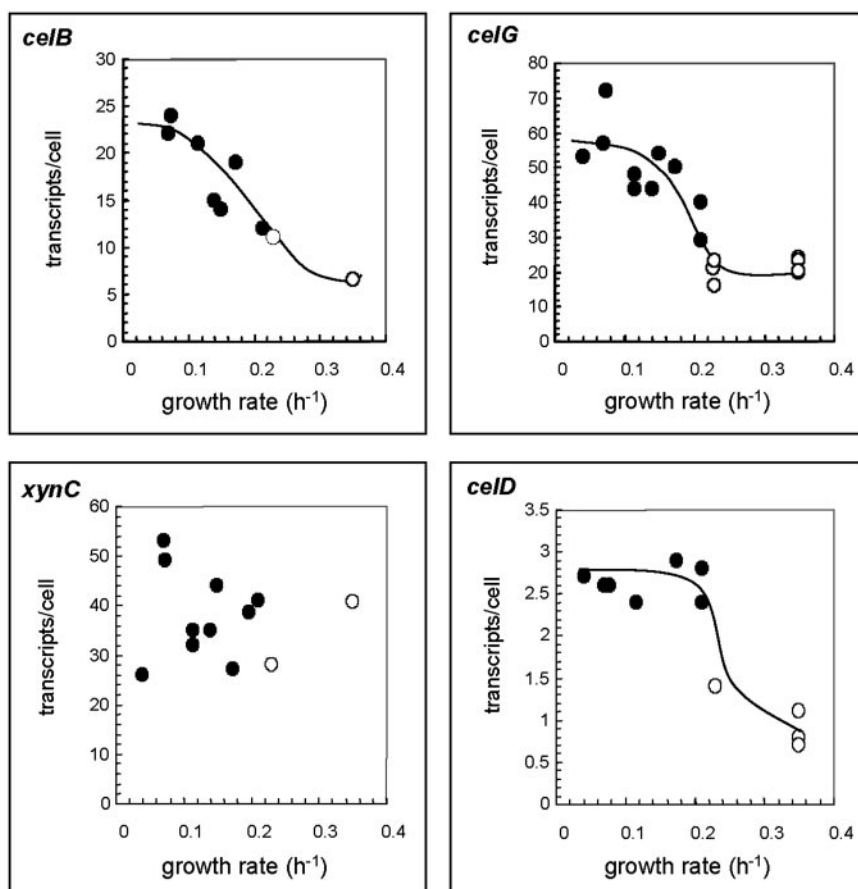 celB
30
25
20
15
10
5
0
transcripts/cell
0 0.1 0.2 0.3 0.4
growth rate (h-1)
celG
80
70
60
50
40
30
20
10
0
transcripts/cell
0 0.1 0.2 0.3 0.4
growth rate (h-1)
xynC
60
50
40
30
20
10
0
transcripts/cell
0 0.1 0.2 0.3 0.4
growth rate (h-1)
celD
3.5
3
2.5
2
1.5
1
0.5
0
transcripts/cell
0 0.1 0.2 0.3 0.4
growth rate (h-1)